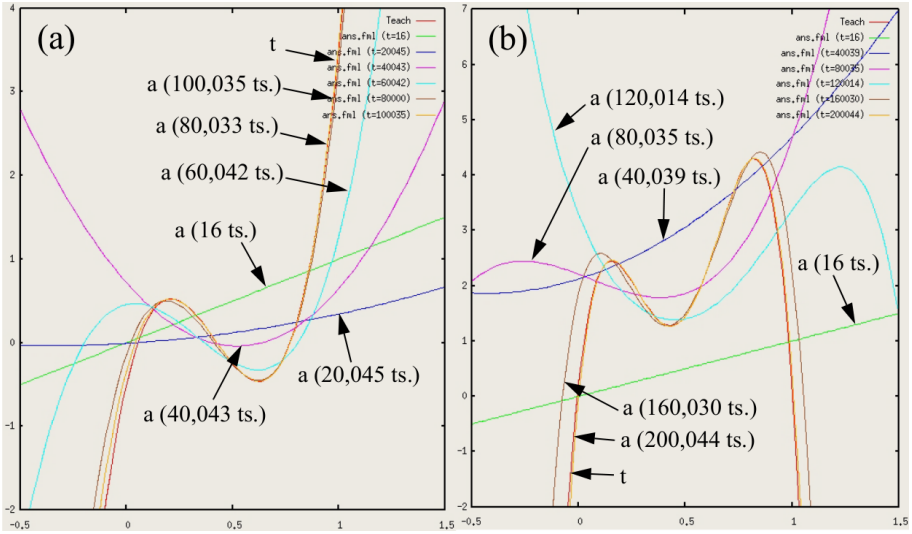 (a)
Teach
ans.fml (t=16)
ans.fml (t=20045)
ans.fml (t=40043)
ans.fml (t=60042)
ans.fml (t=80000)
ans.fml (t=100035)
t
a (100,035 ts.)
a (80,033 ts.)
a (60,042 ts.)
a (16 ts.)
a (20,045 ts.)
a (40,043 ts.)
4
3
2
1
0
-1
-2
-0.5
0
0.5
1
1.5
(b)
Teach
ans.fml (t=16)
ans.fml (t=40039)
ans.fml (t=80035)
ans.fml (t=120014)
ans.fml (t=160030)
ans.fml (t=200044)
a (120,014 ts.)
a (80,035 ts.)
a (40,039 ts.)
a (16 ts.)
a (160,030 ts.)
a (200,044 ts.)
t
7
6
5
4
3
2
1
0
-1
-2
-0.5
0
0.5
1
1.5